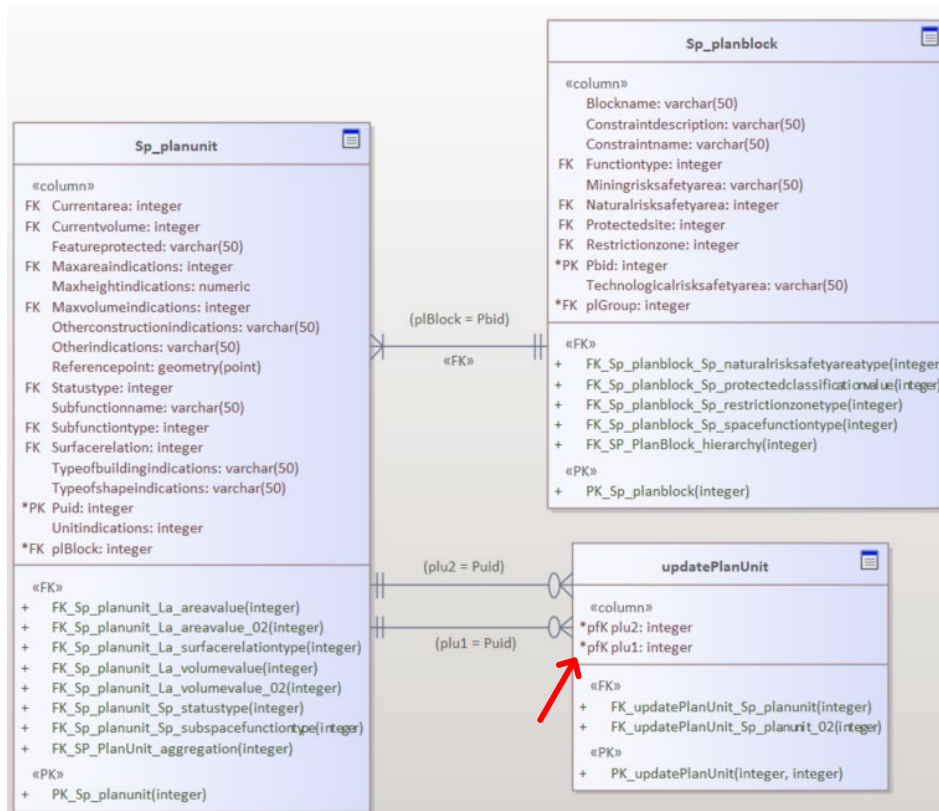 Sp_planblock
«column»
Blockname: varchar(50)
Constraintdescription: varchar(50)
Constraintname: varchar(50)
FK Functiontype: integer
Miningrisksafetyarea: varchar(50)
FK Naturalrisksafetyarea: integer
FK Protectedsite: integer
FK Restrictionzone: integer
*PK Pbid: integer
Technologicalrisksafetyarea: varchar(50)
*FK plGroup: integer
«FK»
+ FK_Sp_planblock_Sp_naturalrisksafetyareatype(integer
+ FK_Sp_planblock_Sp_protectedclassificationvalue(integer)
+ FK_Sp_planblock_Sp_restrictionzonetype(integer)
+ FK_Sp_planblock_Sp_spacefunctiontype(integer)
+ FK_SP_PlanBlock_hierarchy(integer)
«PK»
+ PK_Sp_planblock(integer)
Sp_planunit
«column»
FK Currentarea: integer
FK Currentvolume: integer
Featureprotected: varchar(50)
FK Maxareaindications: integer
Maxheightindications: numeric
FK Maxvolumeindications: integer
Otherconstructionindications: varchar(50)
Otherindications: varchar(50)
Referencepoint: geometry(point)
FK Statustype: integer
Subfunctionname: varchar(50)
FK Subfunctiontype: integer
FK Surfacerelation: integer
Typeofbuildingindications: varchar(50)
Typeofshapeindications: varchar(50)
*PK Puid: integer
Unitindications: integer
*FK plBlock: integer
«FK»
+ FK_Sp_planunit_La_areavalue(integer)
+ FK_Sp_planunit_La_areavalue_02(integer)
+ FK_Sp_planunit_La_surfacerelationtype(integer)
+ FK_Sp_planunit_La_volumevalue(integer)
+ FK_Sp_planunit_La_volumevalue_02(integer)
+ FK_Sp_planunit_Sp_statustype(integer)
+ FK_Sp_planunit_Sp_subspacefunctiontype(integer)
+ FK_SP_PlanUnit_aggregation(integer)
«PK»
+ PK_Sp_planunit(integer)
(plBlock = Pbid)
«FK»
(plu2 = Puid)
(plu1 = Puid)
updatePlanUnit
«column»
*pfK plu2: integer
*pfK plu1: integer
«FK»
+ FK_updatePlanUnit_Sp_planunit(integer)
+ FK_updatePlanUnit_Sp_planunit_02(integer)
«PK»
+ PK_updatePlanUnit(integer, integer)